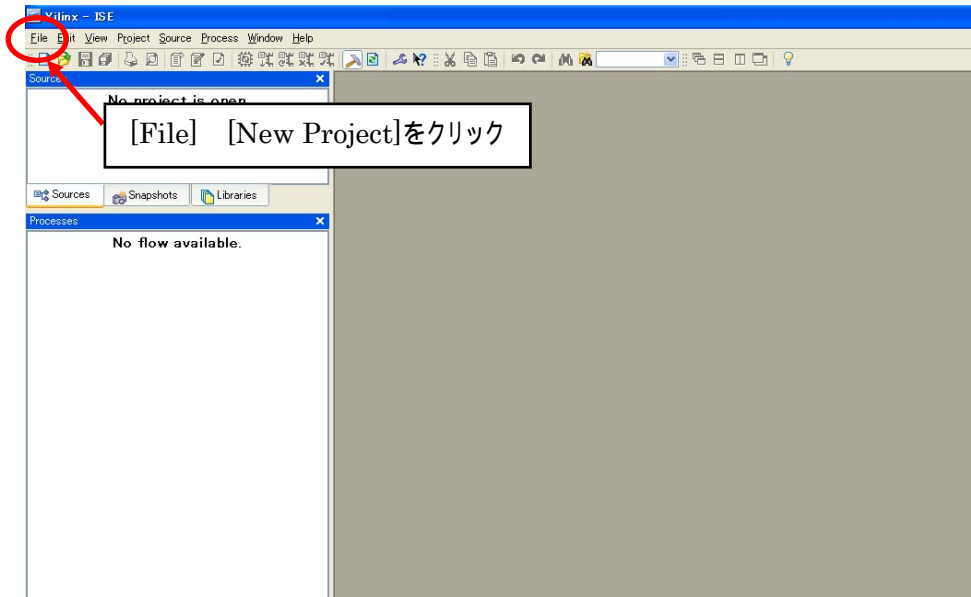 Xilinx - ISE
File Edit View Project Source Process Window Help
Sources
No project is open
[File] [New Project]をクリック
Sources Snapshots Libraries
Processes
No flow available.